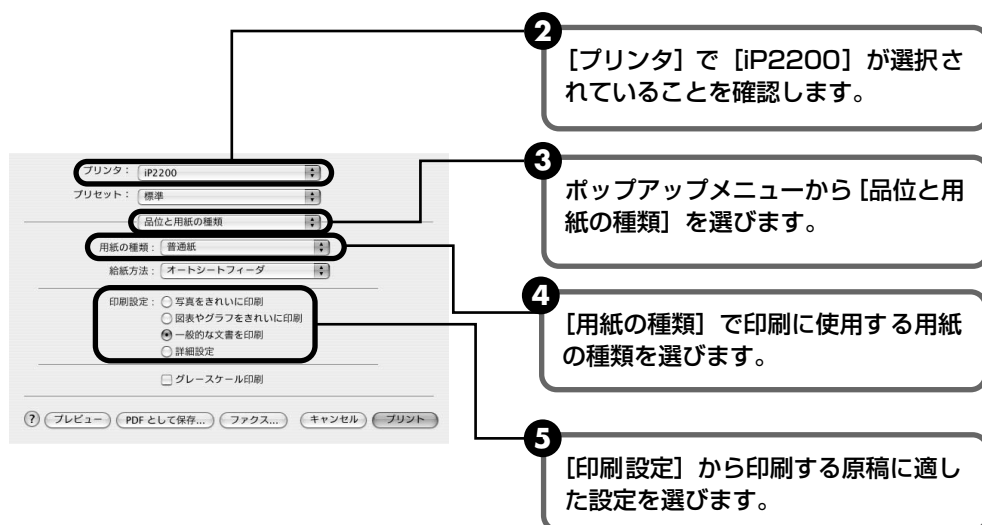 2
［プリンタ］で［iP2200］が選択さ
れていることを確認します。
3
ポップアップメニューから［品位と用
紙の種類］を選びます。
4
［用紙の種類］で印刷に使用する用紙
の種類を選びます。
5
［印刷設定］から印刷する原稿に適し
た設定を選びます。
プリンタ： iP2200
プリセット： 標準
品位と用紙の種類
用紙の種類： 普通紙
給紙方法： オートシートフィーダ
印刷設定： 写真をきれいに印刷
図表やグラフをきれいに印刷
一般的な文書を印刷
詳細設定
グレースケール印刷
? プレビュー PDF として保存... ファクス... キャンセル プリント